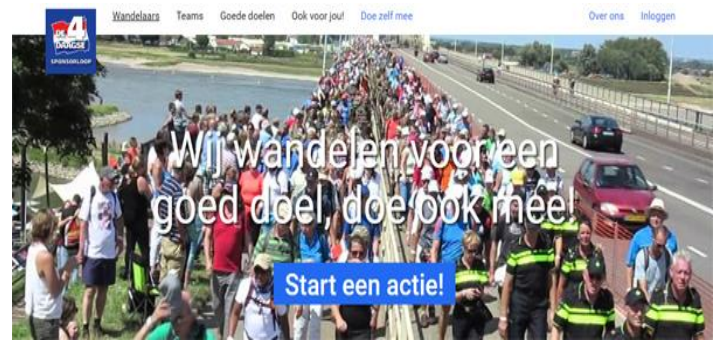 Wandelaars Teams Goede doelen Ook voor jou! Doe zelf mee Over ons Inloggen
DE 4
DAAGSE
SPONSORLOOP
Wij wandelen voor een
goed doel, doe ook mee!
Start een actie!